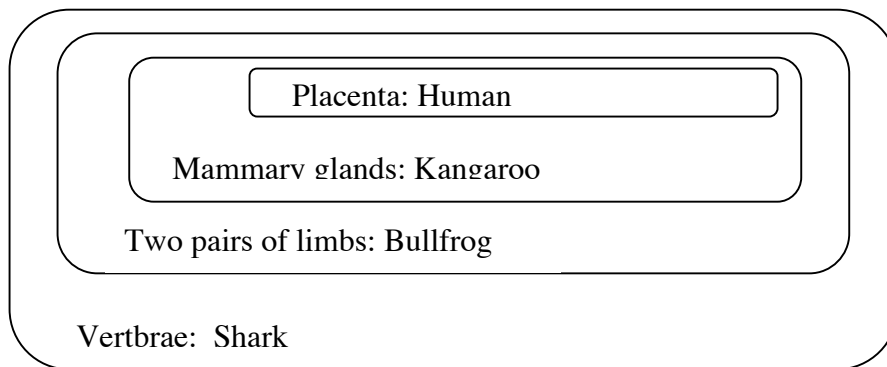 Placenta: Human
Mammary glands: Kangaroo
Two pairs of limbs: Bullfrog
Vertbrae: Shark